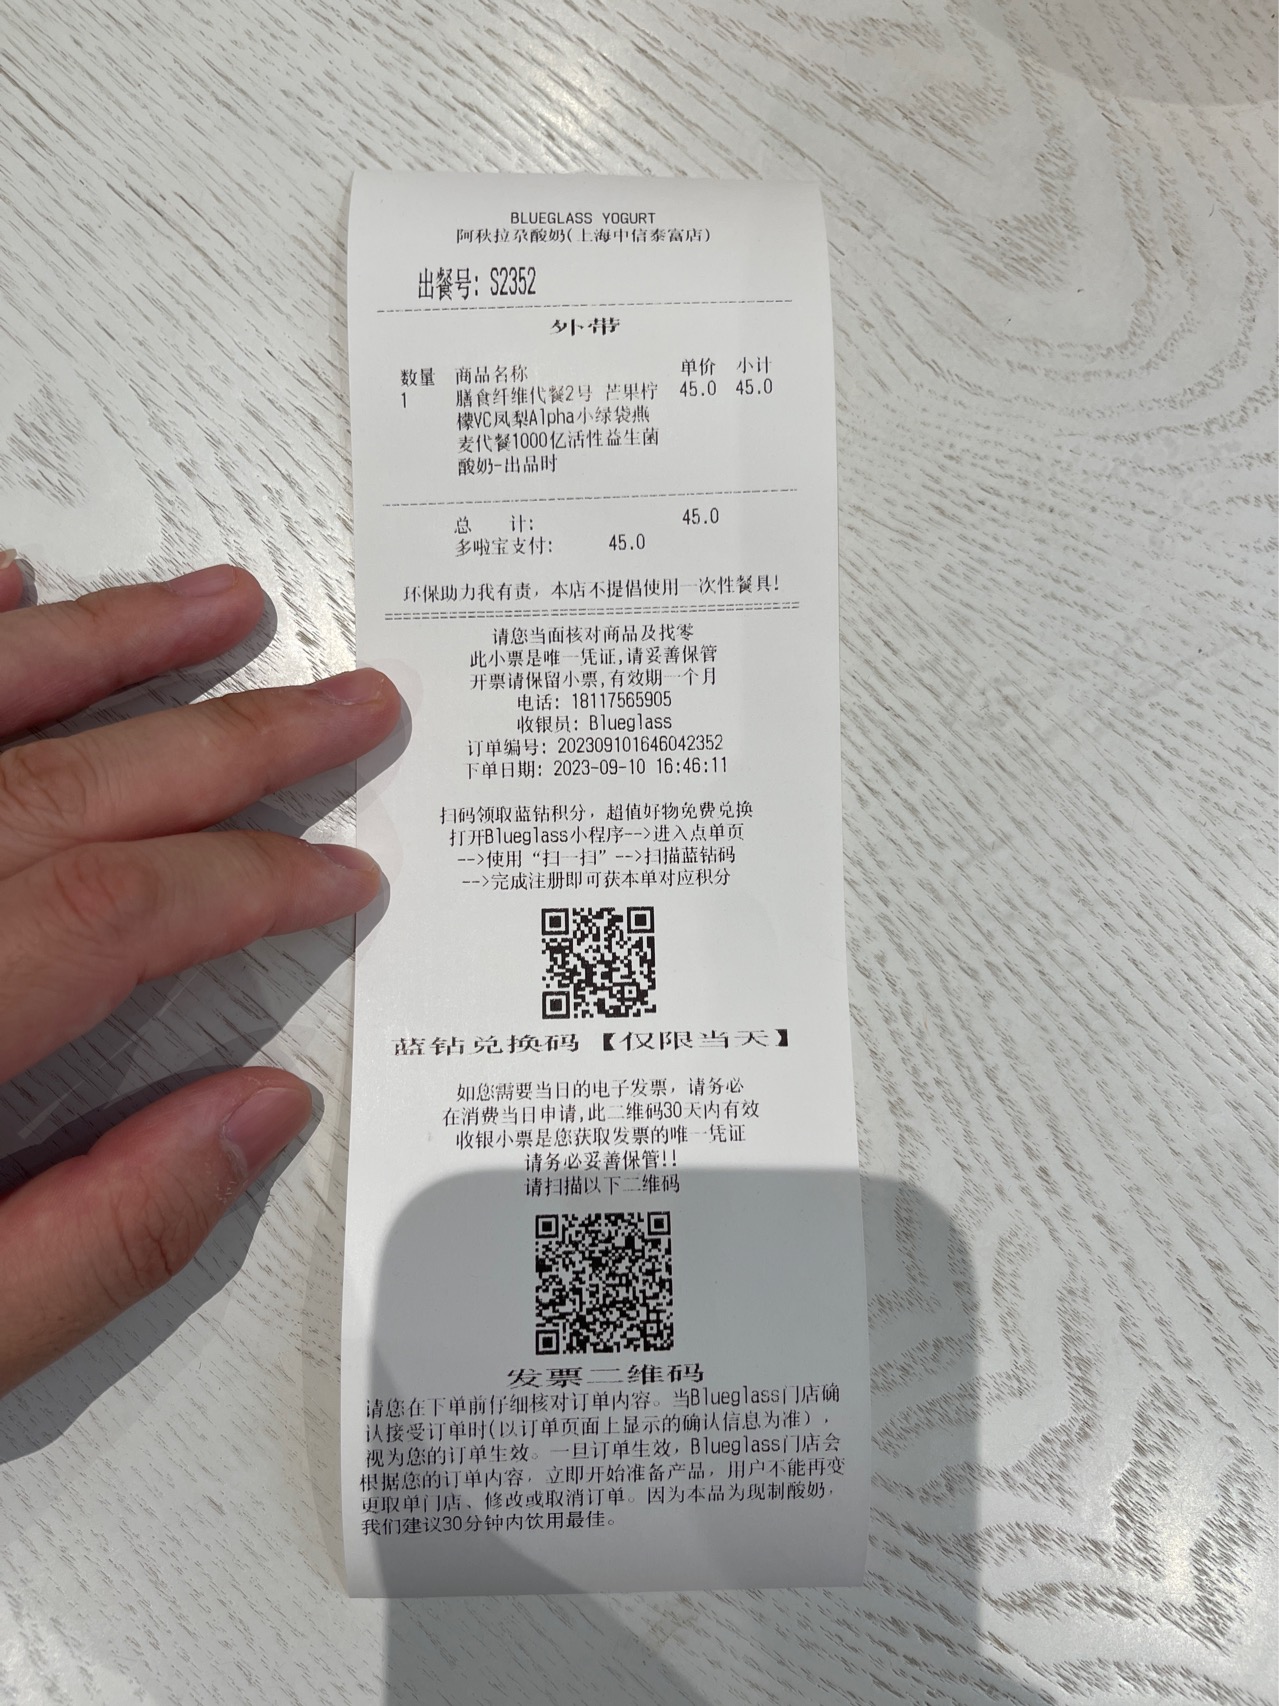 BLUEGLASS YOGURT
阿秋拉尕酸奶(上海中信泰富店)
出餐号: S2352
外带
数量 商品名称 单价 小计
1 膳食纤维代餐2号 芒果柠 45.0 45.0
檬VC凤梨Alpha小绿袋燕
麦代餐1000亿活性益生菌
酸奶-出品时
总 计: 45.0
多啦宝支付: 45.0
环保助力我有责，本店不提倡使用一次性餐具!
请您当面核对商品及找零
此小票是唯一凭证,请妥善保管
开票请保留小票,有效期一个月
电话: 18117565905
收银员: Blueglass
订单编号: 202309101646042352
下单日期: 2023-09-10 16:46:11
扫码领取蓝钻积分，超值好物免费兑换
打开Blueglass小程序-->进入点单页
-->使用“扫一扫”-->扫描蓝钻码
-->完成注册即可获本单对应积分
蓝钻兑换码【仅限当天】
如您需要当日的电子发票，请务必
在消费当日申请,此二维码30天内有效
收银小票是您获取发票的唯一凭证
请务必妥善保管!!
请扫描以下二维码
发票二维码
请您在下单前仔细核对订单内容。当Blueglass门店确
认接受订单时(以订单页面上显示的确认信息为准)，
视为您的订单生效。一旦订单生效，Blueglass门店会
根据您的订单内容，立即开始准备产品，用户不能再变
更取单门店、修改或取消订单。因为本品为现制酸奶，
我们建议30分钟内饮用最佳。